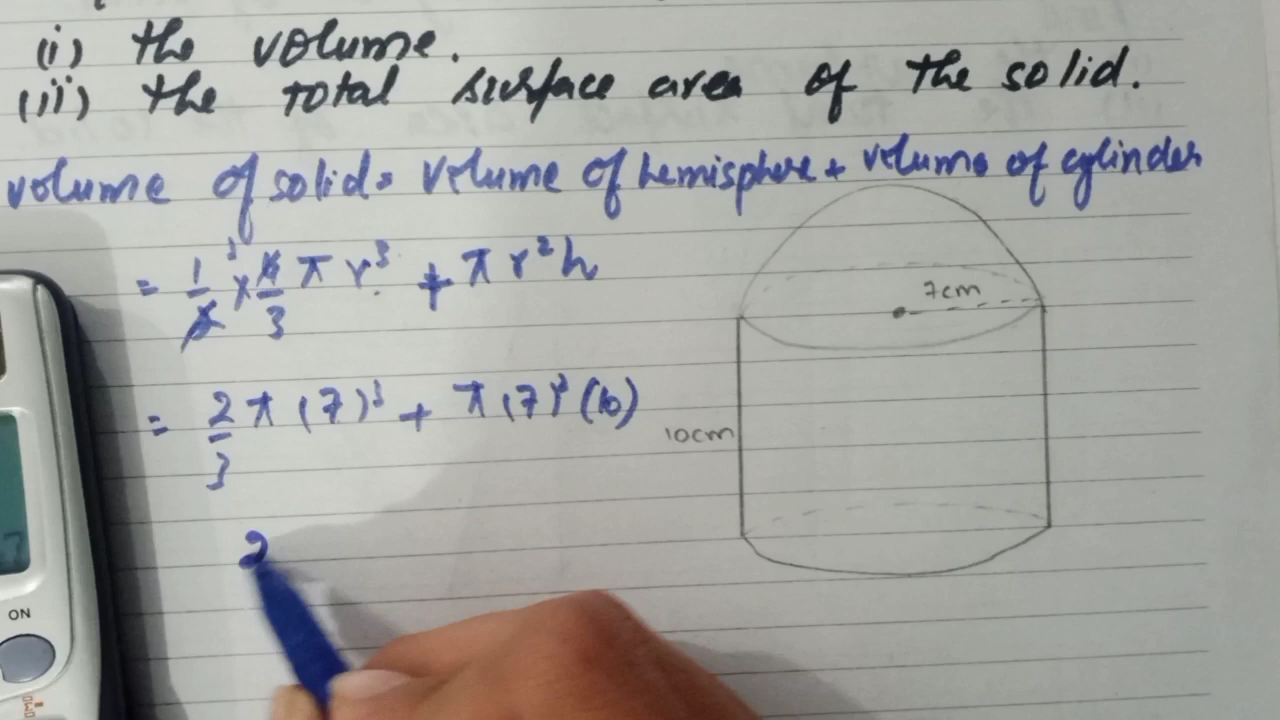 (i) the volume.
(ii) the total surface area of the solid.
volume of solid = volume of hemisphere + volume of cylinder
= 1/2 × 4/3 π r³ + π r² h
7cm
= 2/3 π (7)³ + π (7)² (10)
10cm
2
ON